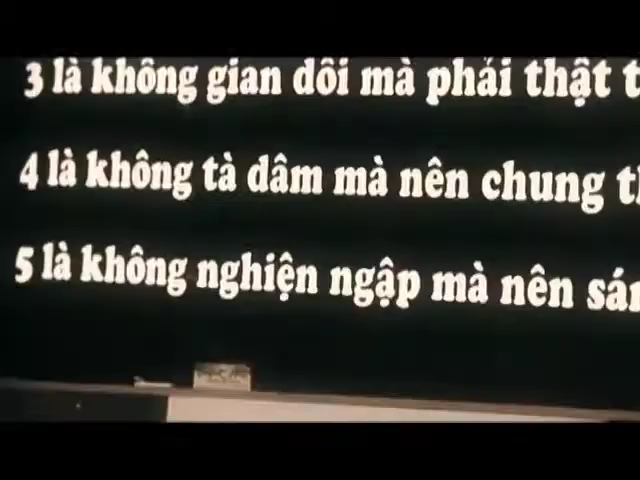 3 là không gian dối mà phải thật
4 là không tà dâm mà nên chung
5 là không nghiện ngập mà nên